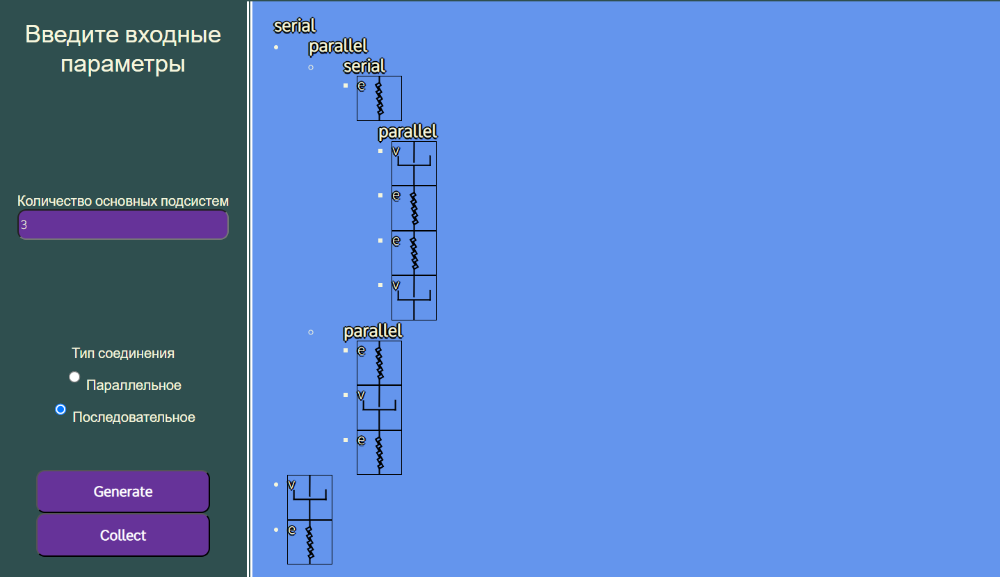 Введите входные
параметры
Количество основных подсистем
3
Тип соединения
Параллельное
Последовательное
Generate
Collect
serial
parallel
serial
e
parallel
v
e
e
v
parallel
e
v
e
v
e